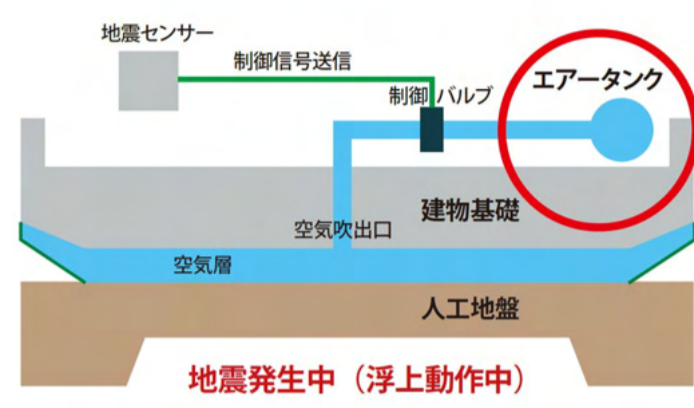 地震センサー
制御信号送信
エアータンク
制御 バルブ
建物基礎
空気吹出口
空気層
人工地盤
地震発生中（浮上動作中）